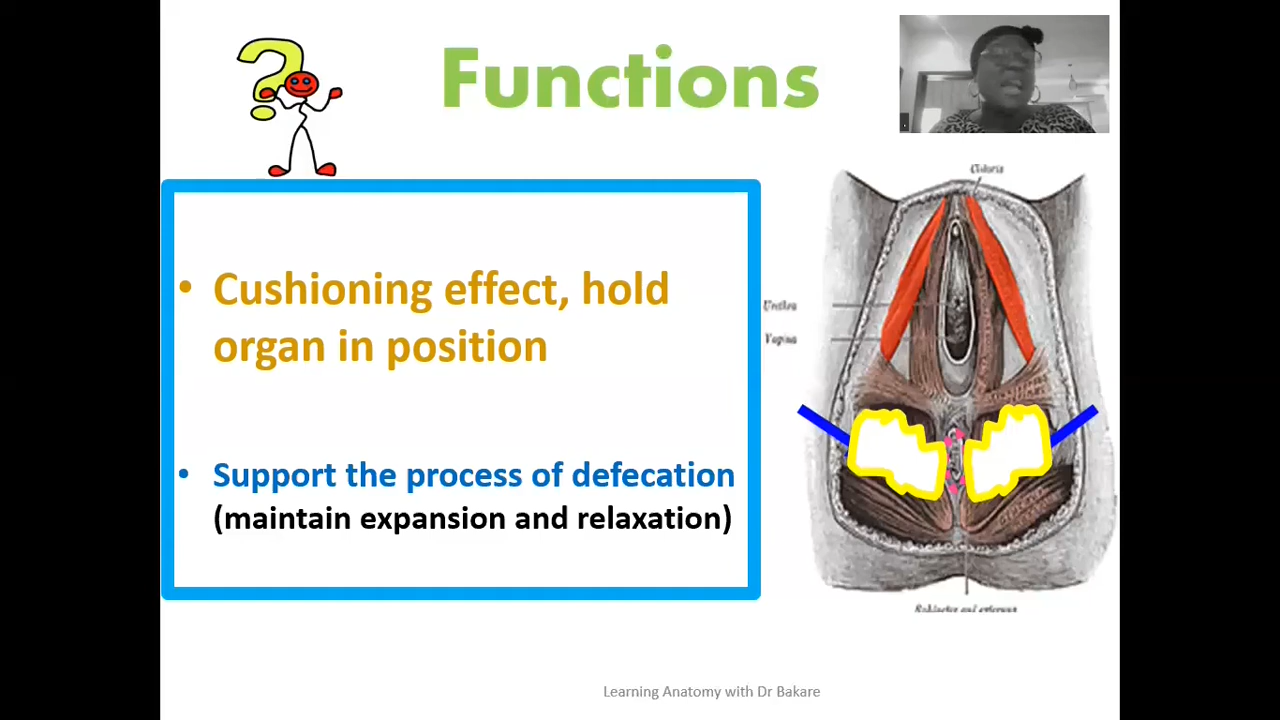 Functions
Clitoris
• Cushioning effect, hold
organ in position
Urethra
Vagina
• Support the process of defecation
(maintain expansion and relaxation)
Learning Anatomy with Dr Bakare